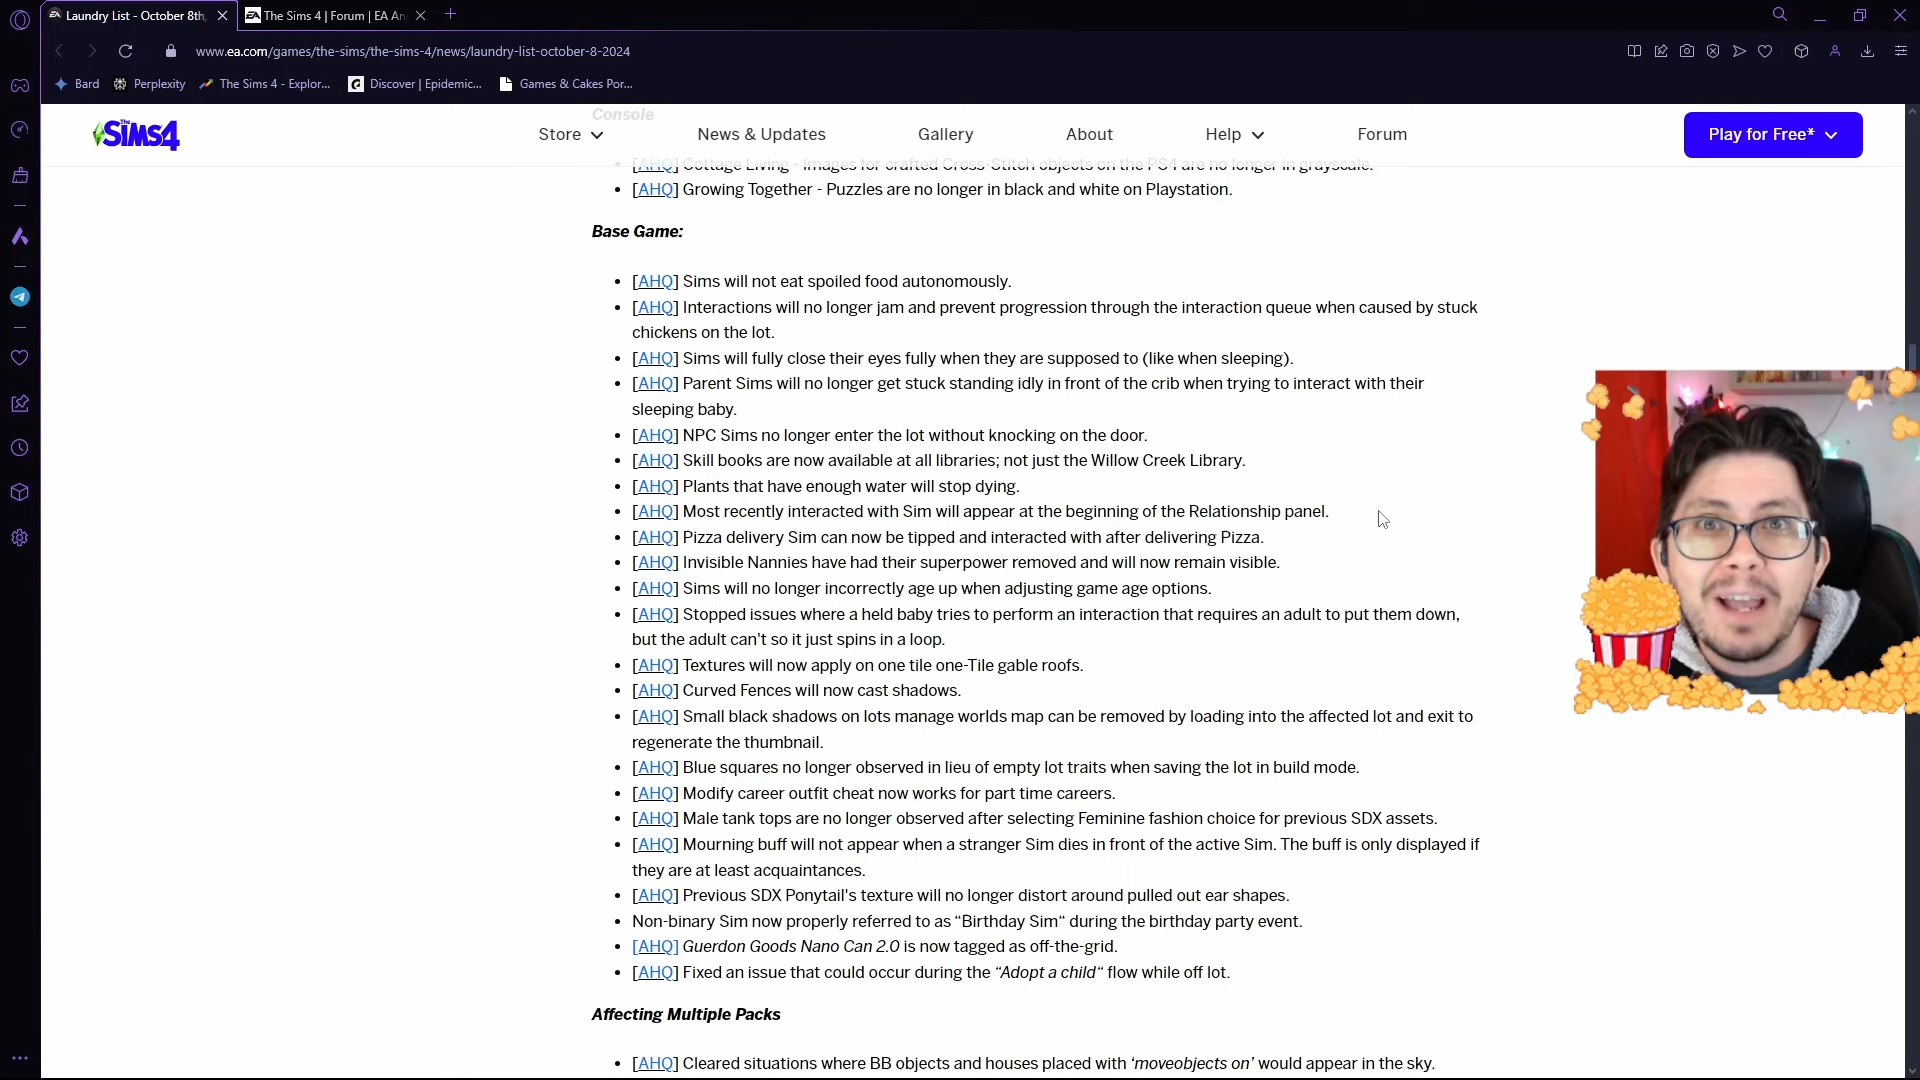 Laundry List - October 8th,
The Sims 4 | Forum | EA An
www.ea.com/games/the-sims/the-sims-4/news/laundry-list-october-8-2024
Bard
Perplexity
The Sims 4 - Explor...
Discover | Epidemic...
Games & Cakes Por...
Console
The SIMS 4
Store
News & Updates
Gallery
About
Help
Forum
Play for Free*
• [AHQ] Cottage Living - Images for crafted Cross-Stitch objects on the PS4 are no longer in grayscale.
• [AHQ] Growing Together - Puzzles are no longer in black and white on Playstation.
Base Game:
• [AHQ] Sims will not eat spoiled food autonomously.
• [AHQ] Interactions will no longer jam and prevent progression through the interaction queue when caused by stuck
chickens on the lot.
• [AHQ] Sims will fully close their eyes fully when they are supposed to (like when sleeping).
• [AHQ] Parent Sims will no longer get stuck standing idly in front of the crib when trying to interact with their
sleeping baby.
• [AHQ] NPC Sims no longer enter the lot without knocking on the door.
• [AHQ] Skill books are now available at all libraries; not just the Willow Creek Library.
• [AHQ] Plants that have enough water will stop dying.
• [AHQ] Most recently interacted with Sim will appear at the beginning of the Relationship panel.
• [AHQ] Pizza delivery Sim can now be tipped and interacted with after delivering Pizza.
• [AHQ] Invisible Nannies have had their superpower removed and will now remain visible.
• [AHQ] Sims will no longer incorrectly age up when adjusting game age options.
• [AHQ] Stopped issues where a held baby tries to perform an interaction that requires an adult to put them down,
but the adult can't so it just spins in a loop.
• [AHQ] Textures will now apply on one tile one-Tile gable roofs.
• [AHQ] Curved Fences will now cast shadows.
• [AHQ] Small black shadows on lots manage worlds map can be removed by loading into the affected lot and exit to
regenerate the thumbnail.
• [AHQ] Blue squares no longer observed in lieu of empty lot traits when saving the lot in build mode.
• [AHQ] Modify career outfit cheat now works for part time careers.
• [AHQ] Male tank tops are no longer observed after selecting Feminine fashion choice for previous SDX assets.
• [AHQ] Mourning buff will not appear when a stranger Sim dies in front of the active Sim. The buff is only displayed if
they are at least acquaintances.
• [AHQ] Previous SDX Ponytail's texture will no longer distort around pulled out ear shapes.
• Non-binary Sim now properly referred to as “Birthday Sim“ during the birthday party event.
• [AHQ] Guerdon Goods Nano Can 2.0 is now tagged as off-the-grid.
• [AHQ] Fixed an issue that could occur during the “Adopt a child“ flow while off lot.
Affecting Multiple Packs
• [AHQ] Cleared situations where BB objects and houses placed with ‘moveobjects on’ would appear in the sky.